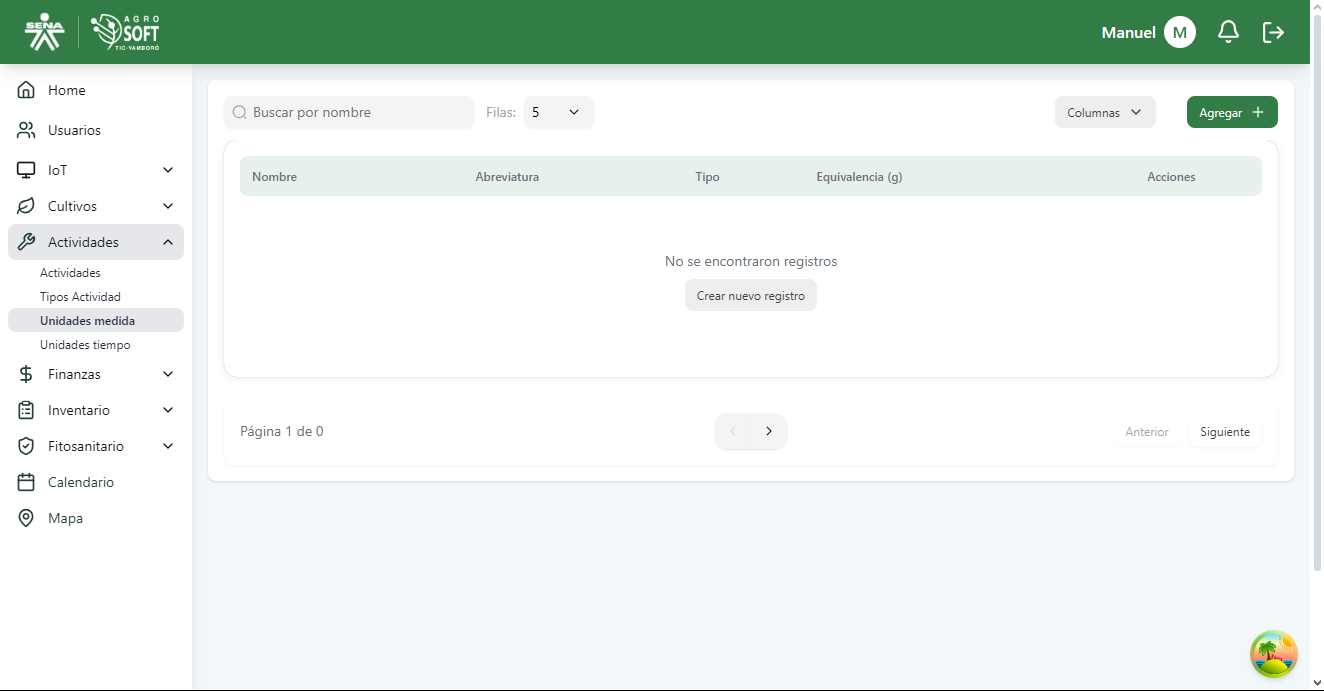 SENA
AGRO
SOFT
TIC-YAMBORÓ
Manuel M
Home
Usuarios
IoT
Cultivos
Actividades
Actividades
Tipos Actividad
Unidades medida
Unidades tiempo
Finanzas
Inventario
Fitosanitario
Calendario
Mapa
Buscar por nombre Filas: 5 Columnas Agregar +
Nombre Abreviatura Tipo Equivalencia (g) Acciones
No se encontraron registros
Crear nuevo registro
Página 1 de 0 Anterior Siguiente